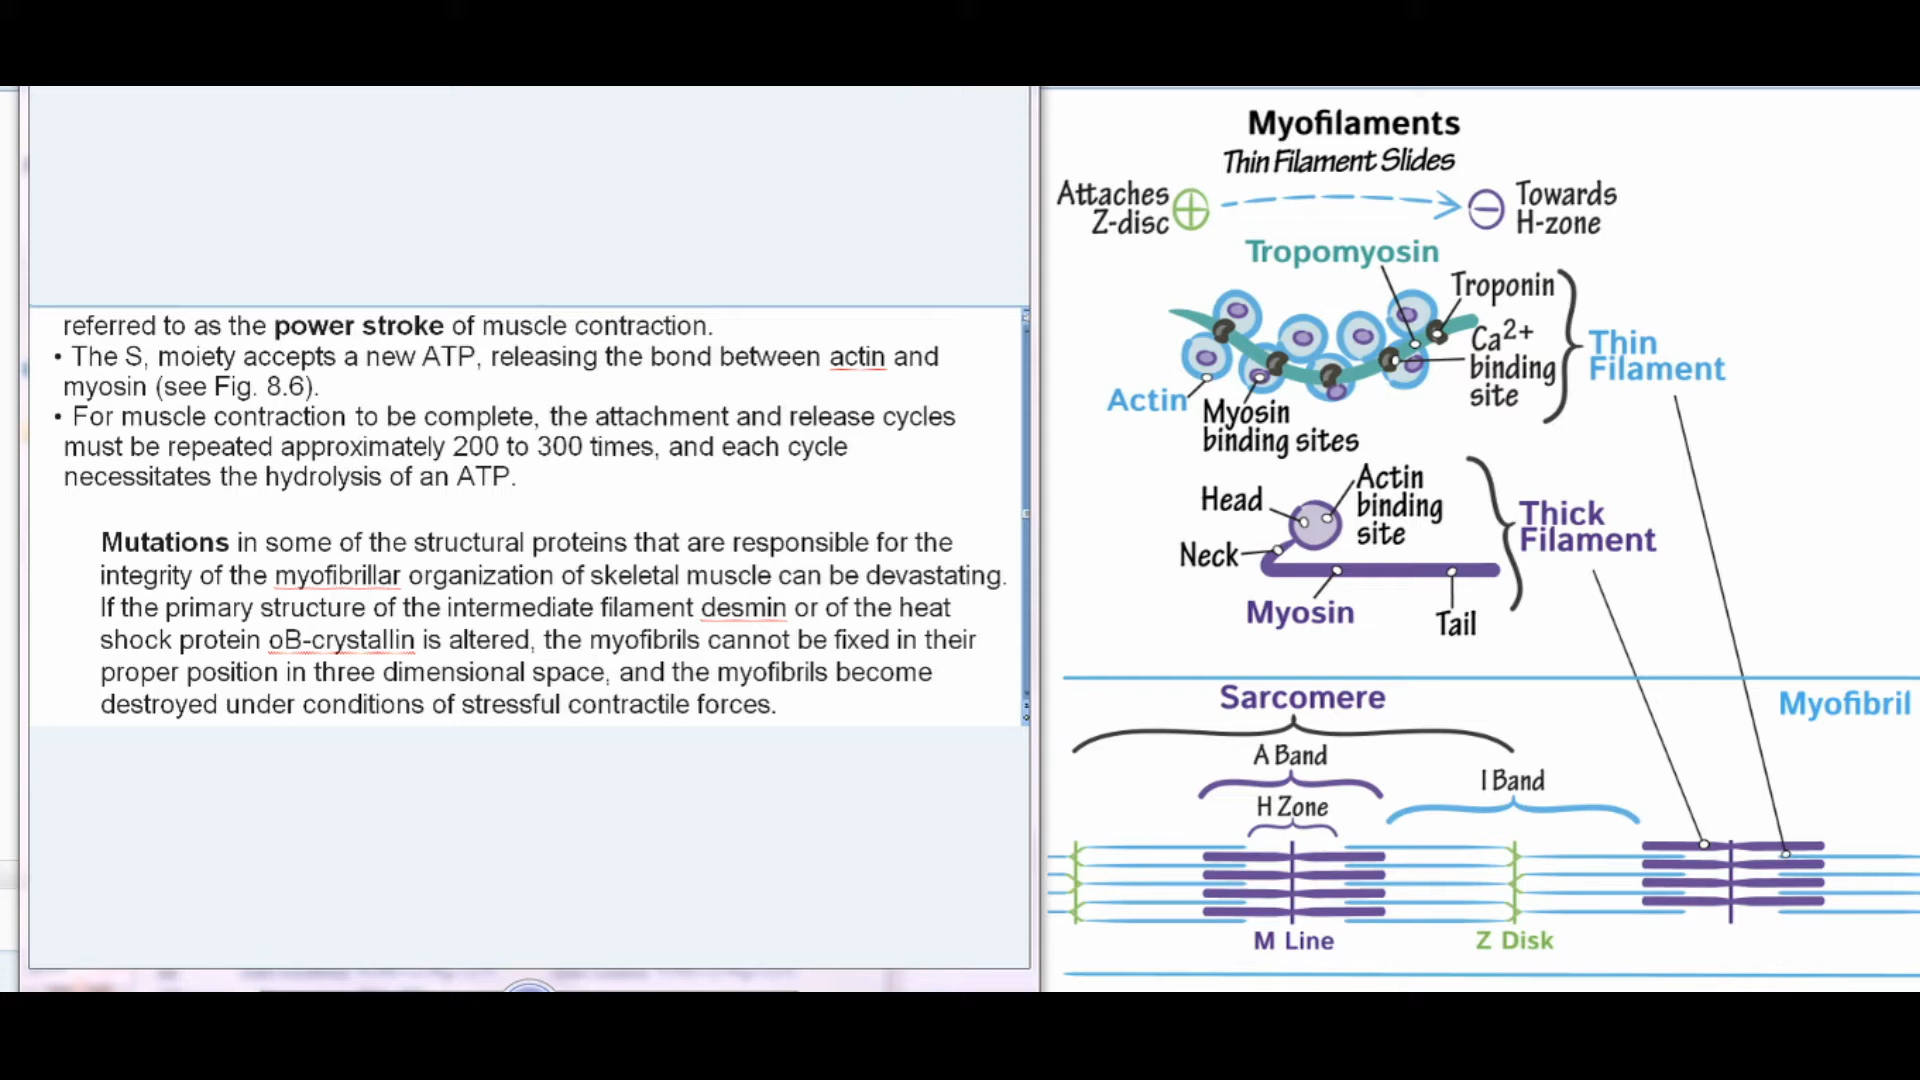 referred to as the power stroke of muscle contraction.
• The S, moiety accepts a new ATP, releasing the bond between actin and
myosin (see Fig. 8.6).
• For muscle contraction to be complete, the attachment and release cycles
must be repeated approximately 200 to 300 times, and each cycle
necessitates the hydrolysis of an ATP.
Mutations in some of the structural proteins that are responsible for the
integrity of the myofibrillar organization of skeletal muscle can be devastating.
If the primary structure of the intermediate filament desmin or of the heat
shock protein oB-crystallin is altered, the myofibrils cannot be fixed in their
proper position in three dimensional space, and the myofibrils become
destroyed under conditions of stressful contractile forces.
Myofilaments
Thin Filament Slides
Attaches
Z-disc
Towards
H-zone
Tropomyosin
Troponin
Ca2+
binding
site
Thin
Filament
Actin
Myosin
binding sites
Head
Actin
binding
site
Neck
Thick
Filament
Myosin
Tail
Sarcomere
Myofibril
A Band
I Band
H Zone
M Line
Z Disk